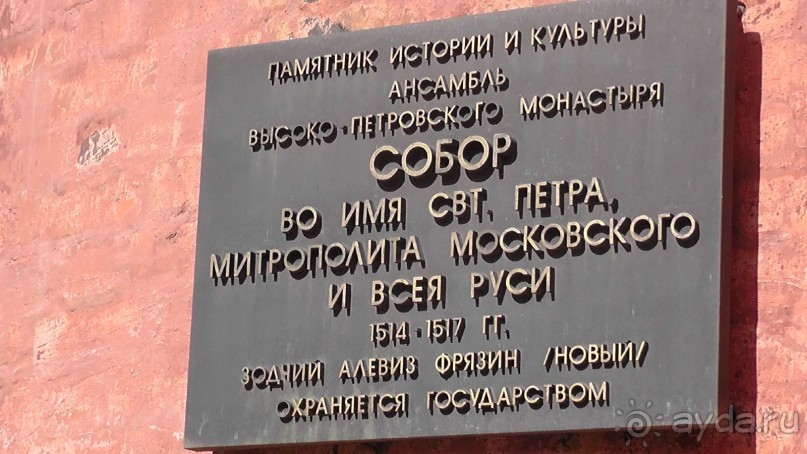 ПАМЯТНИК ИСТОРИИ И КУЛЬТУРЫ
АНСАМБЛЬ
ВЫСОКО-ПЕТРОВСКОГО МОНАСТЫРЯ
СОБОР
ВО ИМЯ СВТ. ПЕТРА,
МИТРОПОЛИТА МОСКОВСКОГО
И ВСЕЯ РУСИ
1514-1517 ГГ.
ЗОДЧИЙ АЛЕВИЗ ФРЯЗИН /НОВЫЙ/
ОХРАНЯЕТСЯ ГОСУДАРСТВОМ
ayda.ru